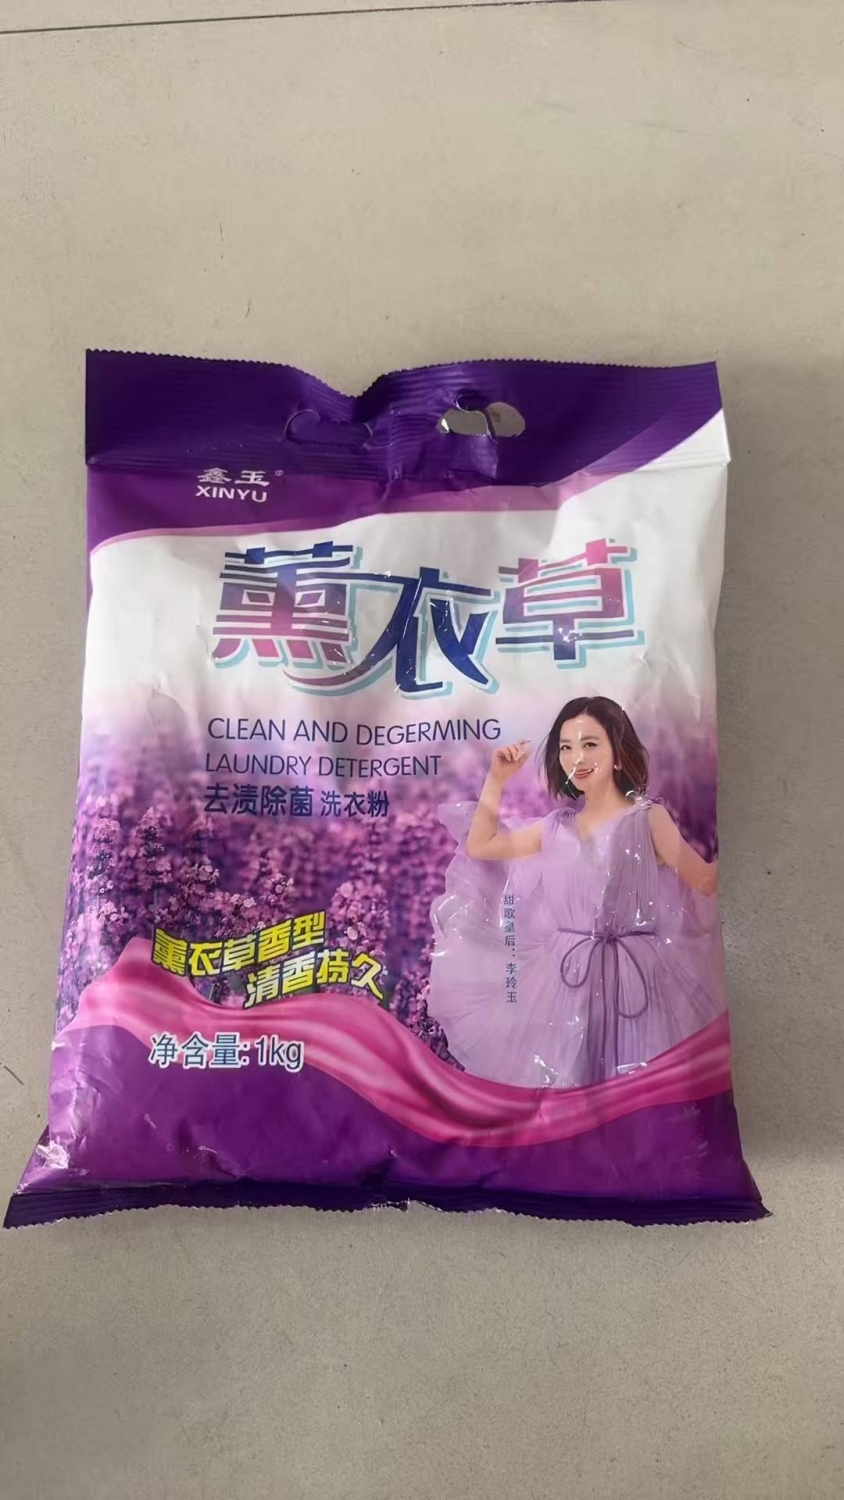 鑫玉®
XINYU
薰衣草
CLEAN AND DEGERMING
LAUNDRY DETERGENT
去渍除菌 洗衣粉
甜歌皇后：李玲玉
薰衣草香型
清香持久
净含量:1kg